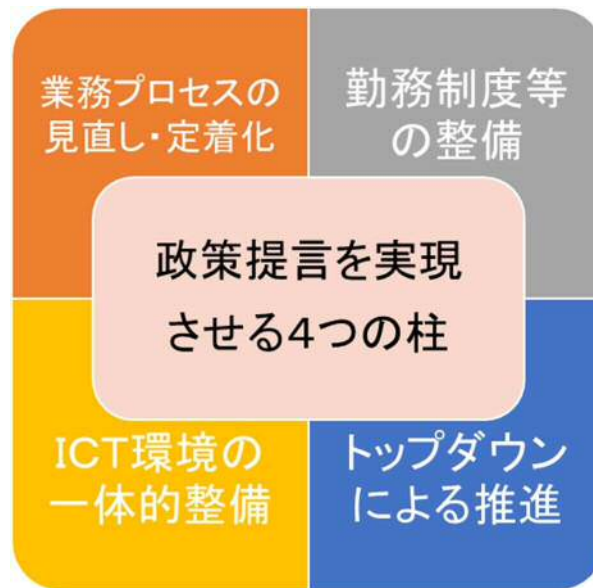 業務プロセスの
見直し・定着化
勤務制度等
の整備
政策提言を実現
させる4つの柱
ICT環境の
一体的整備
トップダウン
による推進